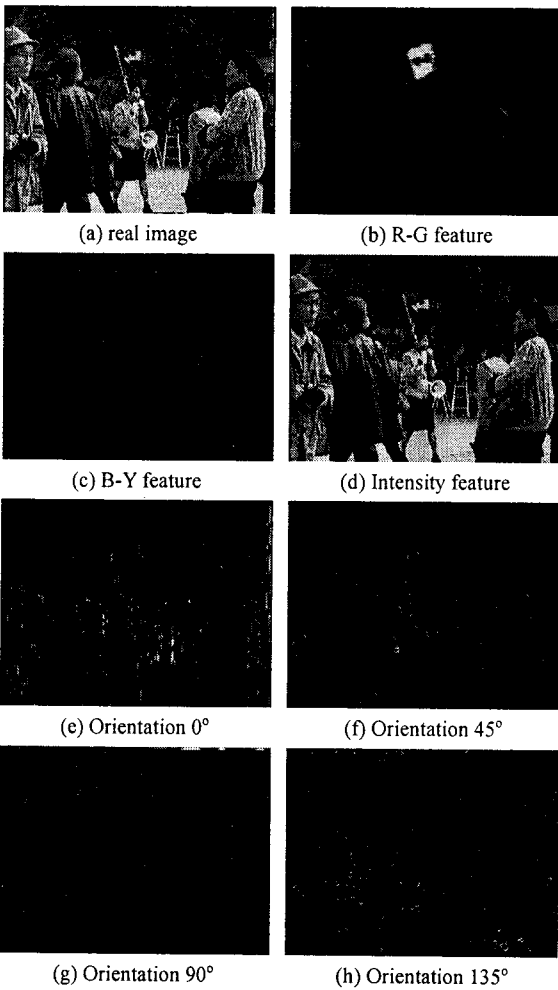 (a) real image
(b) R-G feature
(c) B-Y feature
(d) Intensity feature
(e) Orientation 0°
(f) Orientation 45°
(g) Orientation 90°
(h) Orientation 135°